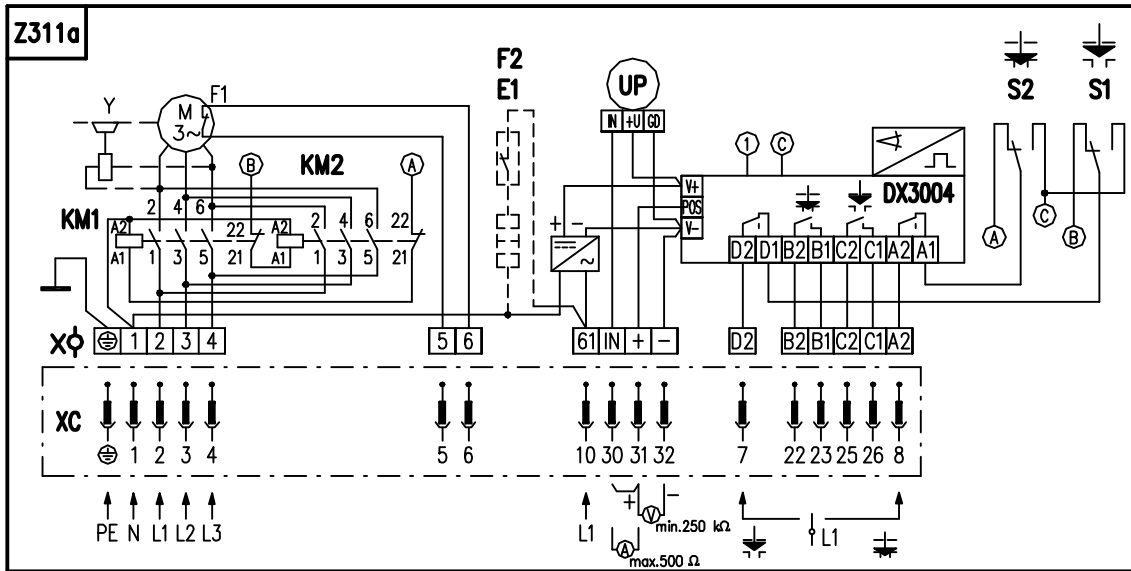 Z311a
F2
E1
UP
S2
S1
Y
F1
M
3~
IN +U GD
1 C
KM2
B
A
V+
POS
V-
DX3004
KM1
2 4 6
A2
A1
22
21
A2
A1
2 4 6
22
21
1 3 5
1 3 5
+ -
~
D2 D1 B2 B1 C2 C1 A2 A1
A
C
B
X
1 2 3 4
5 6
61 IN + -
D2
B2 B1 C2 C1 A2
XC
1 2 3 4
5 6
10 30 31 32
7
22 23 25 26 8
PE N L1 L2 L3
L1
+ -
V
min.250 kΩ
A
max.500 Ω
L1